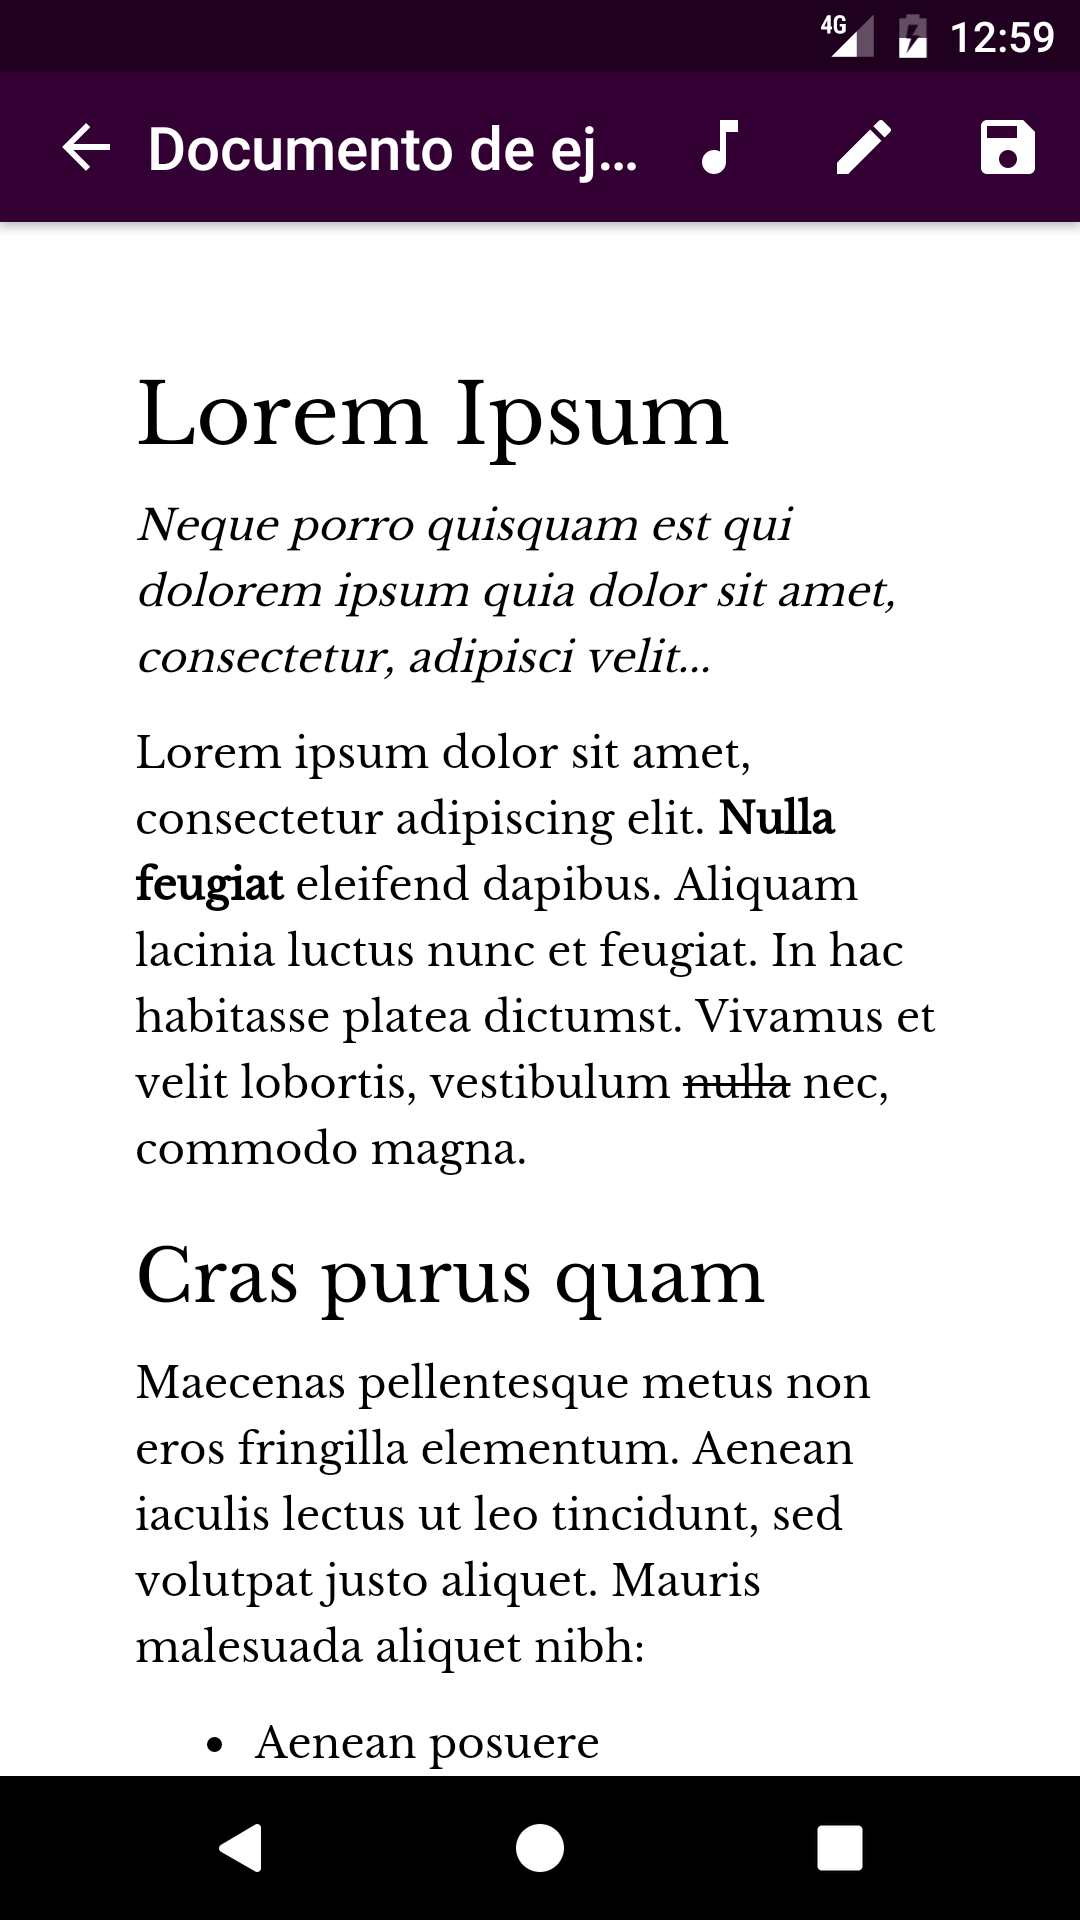 4G 12:59
Documento de ej...
Lorem Ipsum
Neque porro quisquam est qui
dolorem ipsum quia dolor sit amet,
consectetur, adipisci velit...
Lorem ipsum dolor sit amet,
consectetur adipiscing elit. Nulla
feugiat eleifend dapibus. Aliquam
lacinia luctus nunc et feugiat. In hac
habitasse platea dictumst. Vivamus et
velit lobortis, vestibulum nulla nec,
commodo magna.
Cras purus quam
Maecenas pellentesque metus non
eros fringilla elementum. Aenean
iaculis lectus ut leo tincidunt, sed
volutpat justo aliquet. Mauris
malesuada aliquet nibh:
• Aenean posuere